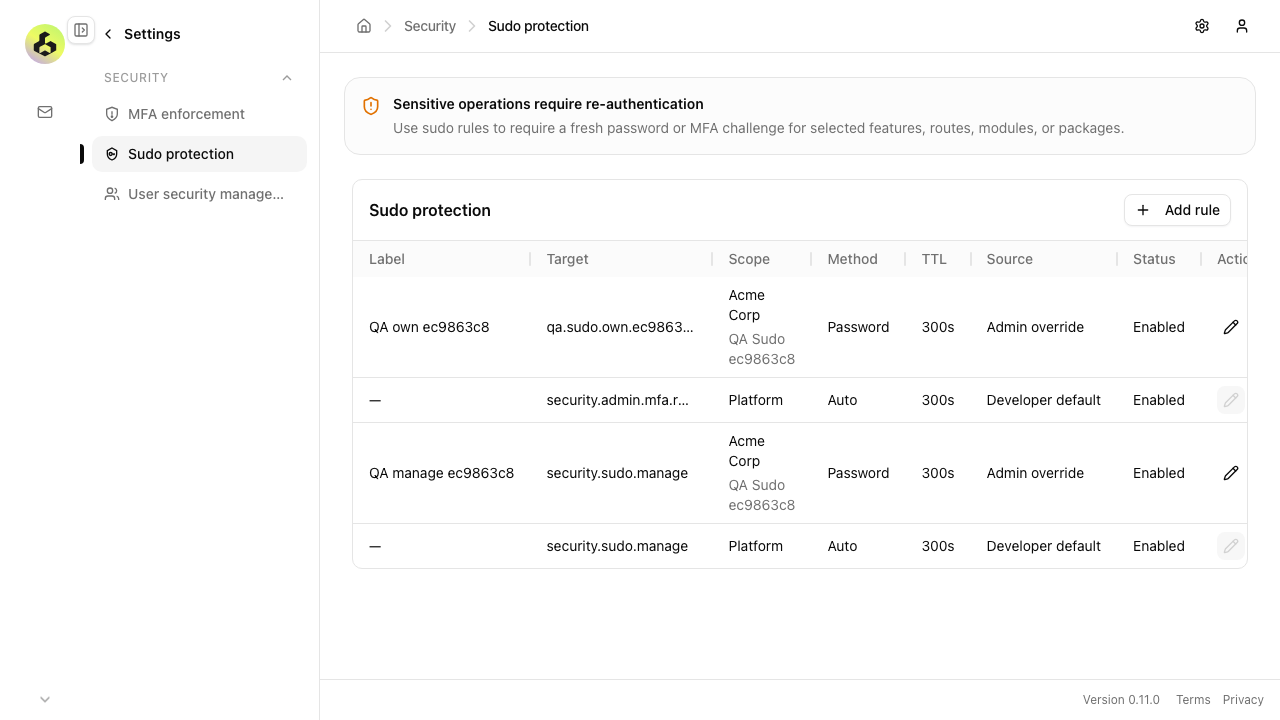 Settings
SECURITY
MFA enforcement
Sudo protection
User security manage...
Security
Sudo protection
Sensitive operations require re-authentication
Use sudo rules to require a fresh password or MFA challenge for selected features, routes, modules, or packages.
Sudo protection
Add rule
Label Target Scope Method TTL Source Status Actio
QA own ec9863c8 qa.sudo.own.ec9863... Acme Corp QA Sudo ec9863c8 Password 300s Admin override Enabled
— security.admin.mfa.r... Platform Auto 300s Developer default Enabled
QA manage ec9863c8 security.sudo.manage Acme Corp QA Sudo ec9863c8 Password 300s Admin override Enabled
— security.sudo.manage Platform Auto 300s Developer default Enabled
Version 0.11.0 Terms Privacy